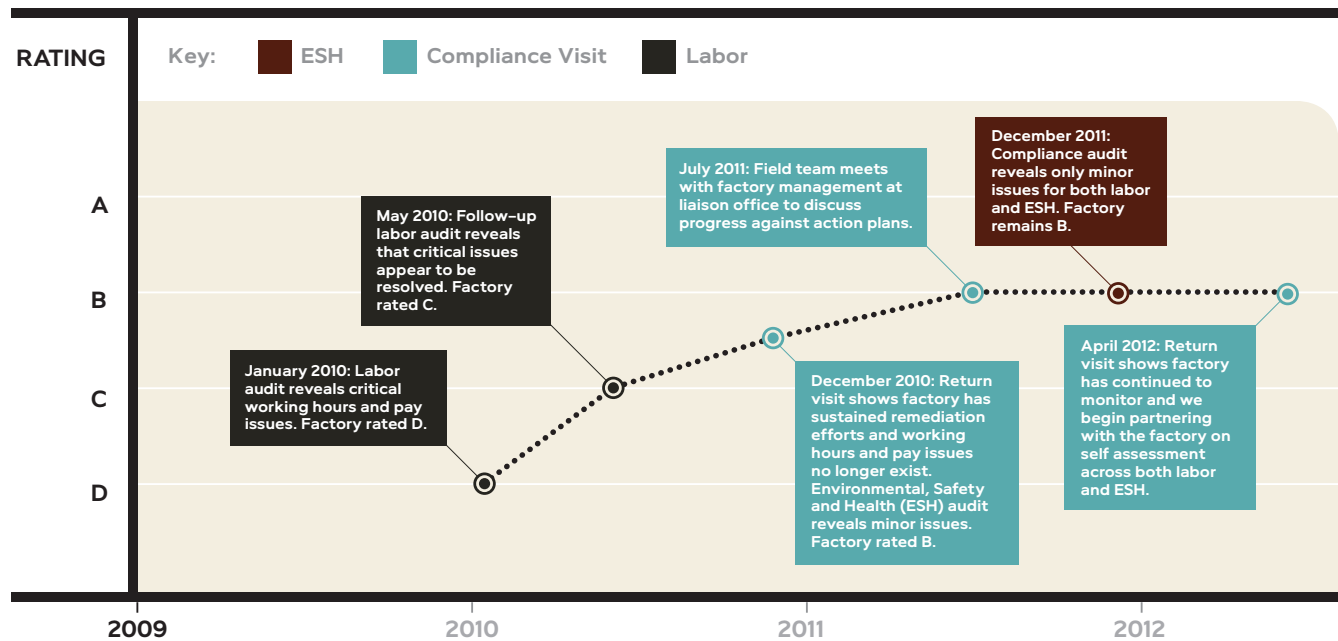 RATING
Key:
ESH
Compliance Visit
Labor
A
B
C
D
January 2010: Labor
audit reveals critical
working hours and pay
issues. Factory rated D.
May 2010: Follow-up
labor audit reveals
that critical issues
appear to be
resolved. Factory
rated C.
December 2010: Return
visit shows factory has
sustained remediation
efforts and working
hours and pay issues
no longer exist.
Environmental, Safety
and Health (ESH) audit
reveals minor issues.
Factory rated B.
July 2011: Field team meets
with factory management at
liaison office to discuss
progress against action plans.
December 2011:
Compliance audit
reveals only minor
issues for both labor
and ESH. Factory
remains B.
April 2012: Return
visit shows factory
has continued to
monitor and we
begin partnering
with the factory on
self assessment
across both labor
and ESH.
2009
2010
2011
2012